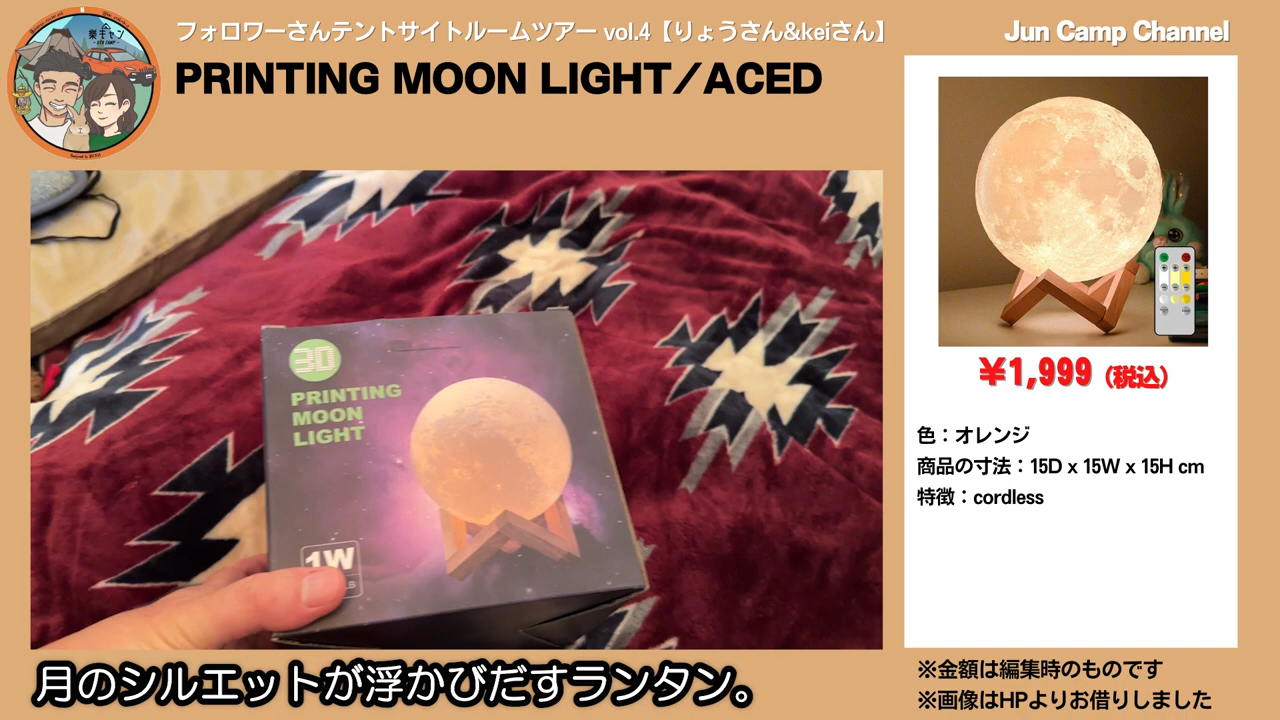 フォロワーさんテントサイトルームツアー vol.4【りょうさん&keiさん】
Jun Camp Channel
PRINTING MOON LIGHT/ACED
3D
PRINTING
MOON
LIGHT
1W
¥1,999（税込）
色：オレンジ
商品の寸法：15D x 15W x 15H cm
特徴：cordless
月のシルエットが浮かびだすランタン。
※金額は編集時のものです
※画像はHPよりお借りしました